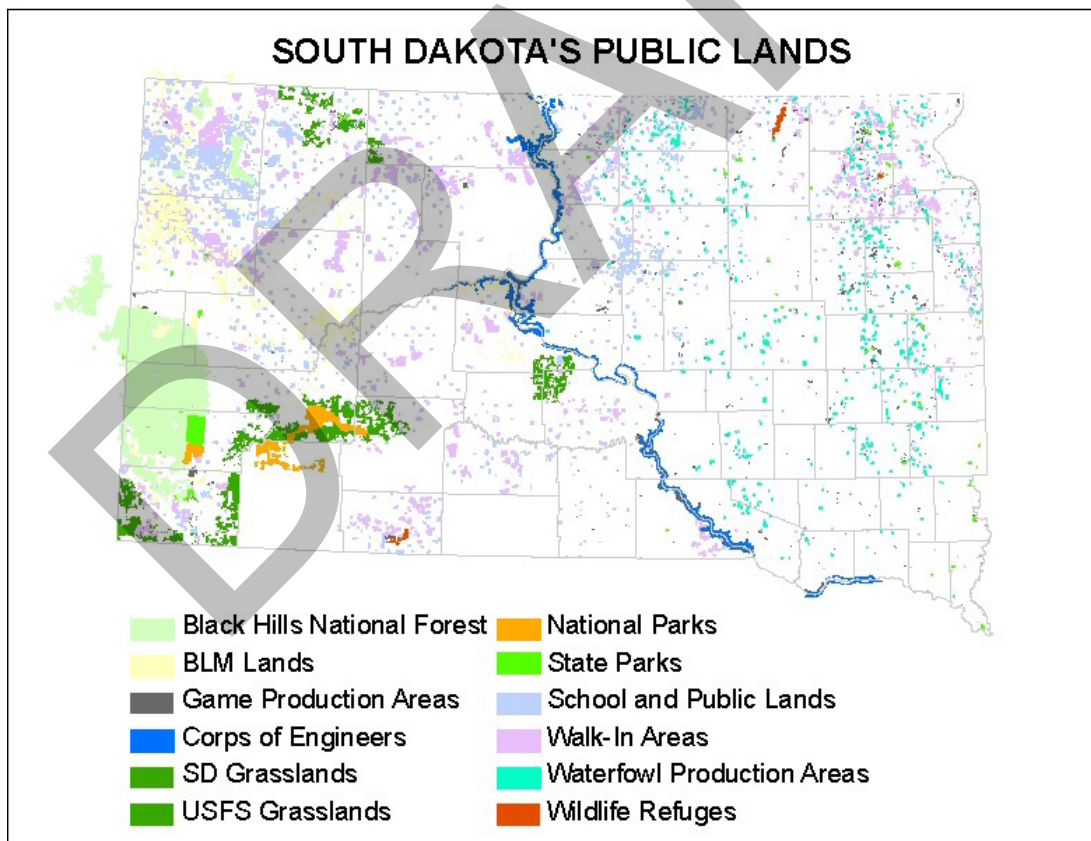 SOUTH DAKOTA'S PUBLIC LANDS
Black Hills National Forest
BLM Lands
Game Production Areas
Corps of Engineers
SD Grasslands
USFS Grasslands
National Parks
State Parks
School and Public Lands
Walk-In Areas
Waterfowl Production Areas
Wildlife Refuges
DRA